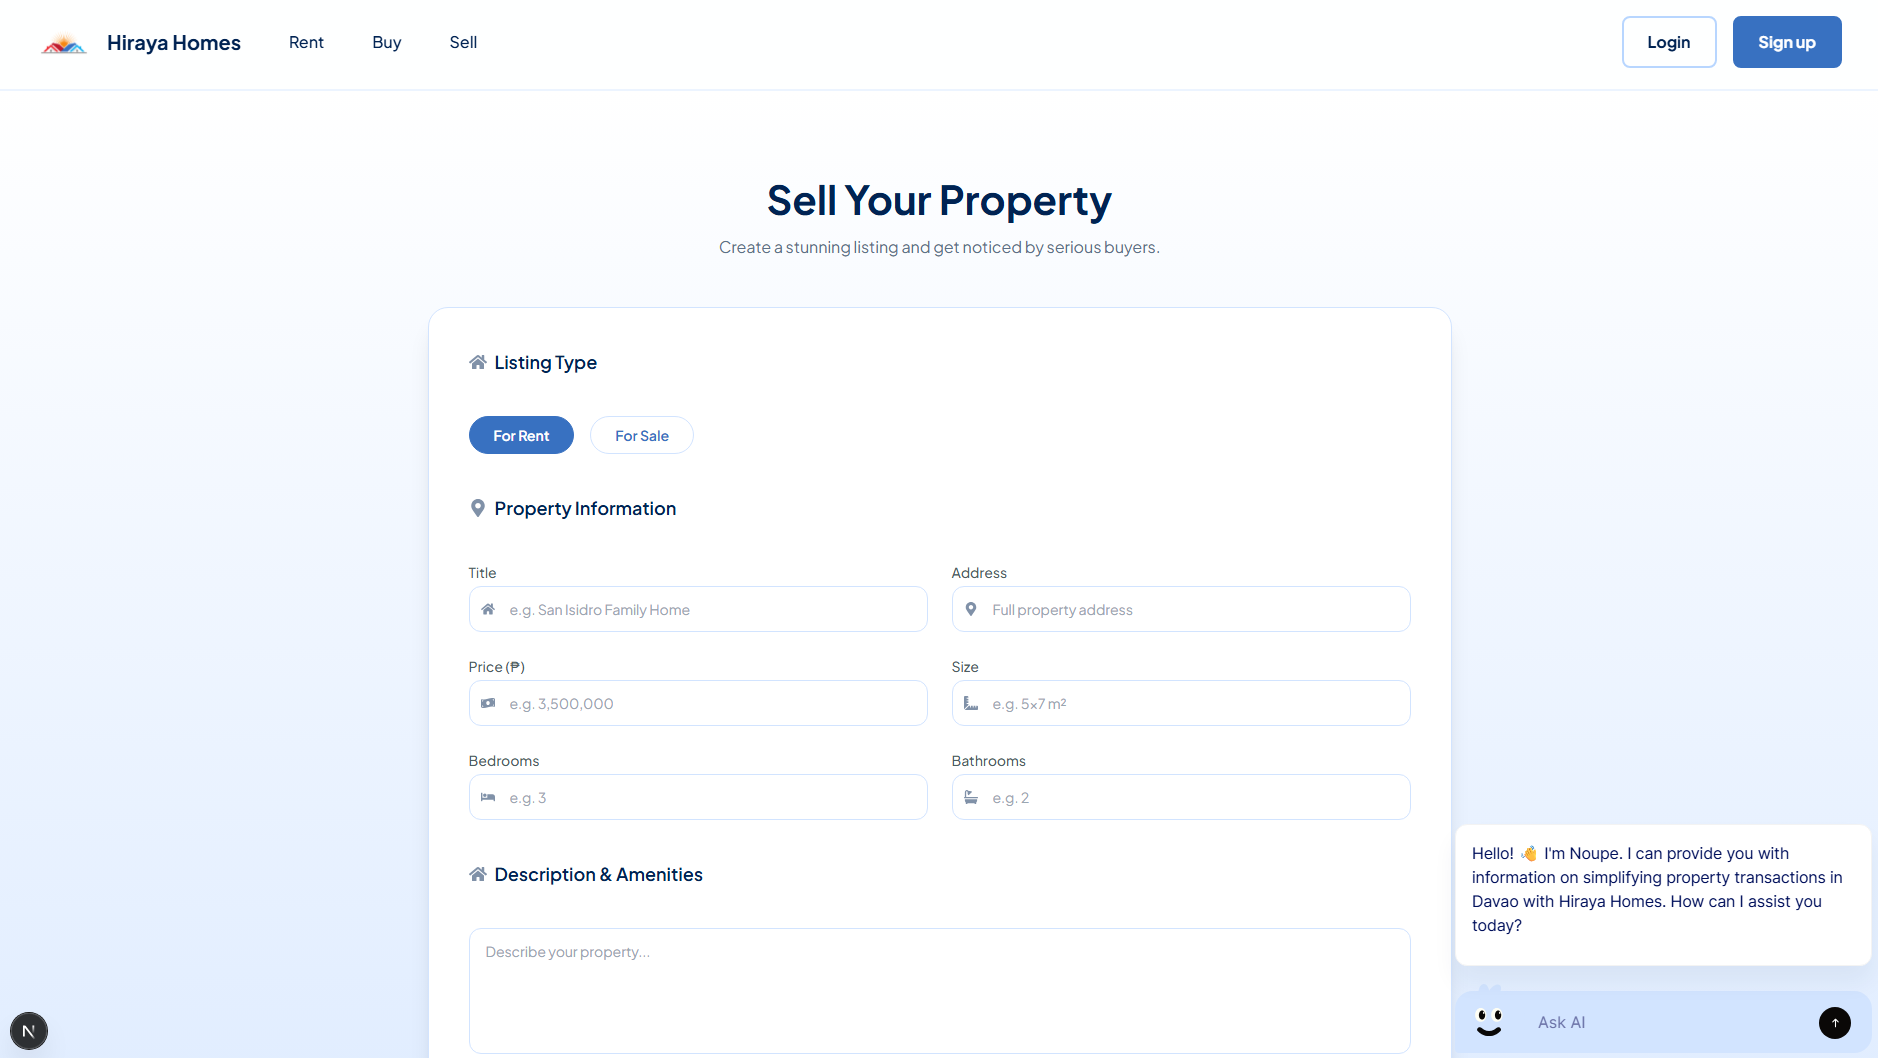 Hiraya Homes
Rent
Buy
Sell
Login
Sign up
Sell Your Property
Create a stunning listing and get noticed by serious buyers.
Listing Type
For Rent
For Sale
Property Information
Title
Address
e.g. San Isidro Family Home
Full property address
Price (₱)
Size
e.g. 3,500,000
e.g. 5×7 m²
Bedrooms
Bathrooms
e.g. 3
e.g. 2
Description & Amenities
Describe your property...
Hello! 👋 I'm Noupe. I can provide you with
information on simplifying property transactions in
Davao with Hiraya Homes. How can I assist you
today?
Ask AI
N